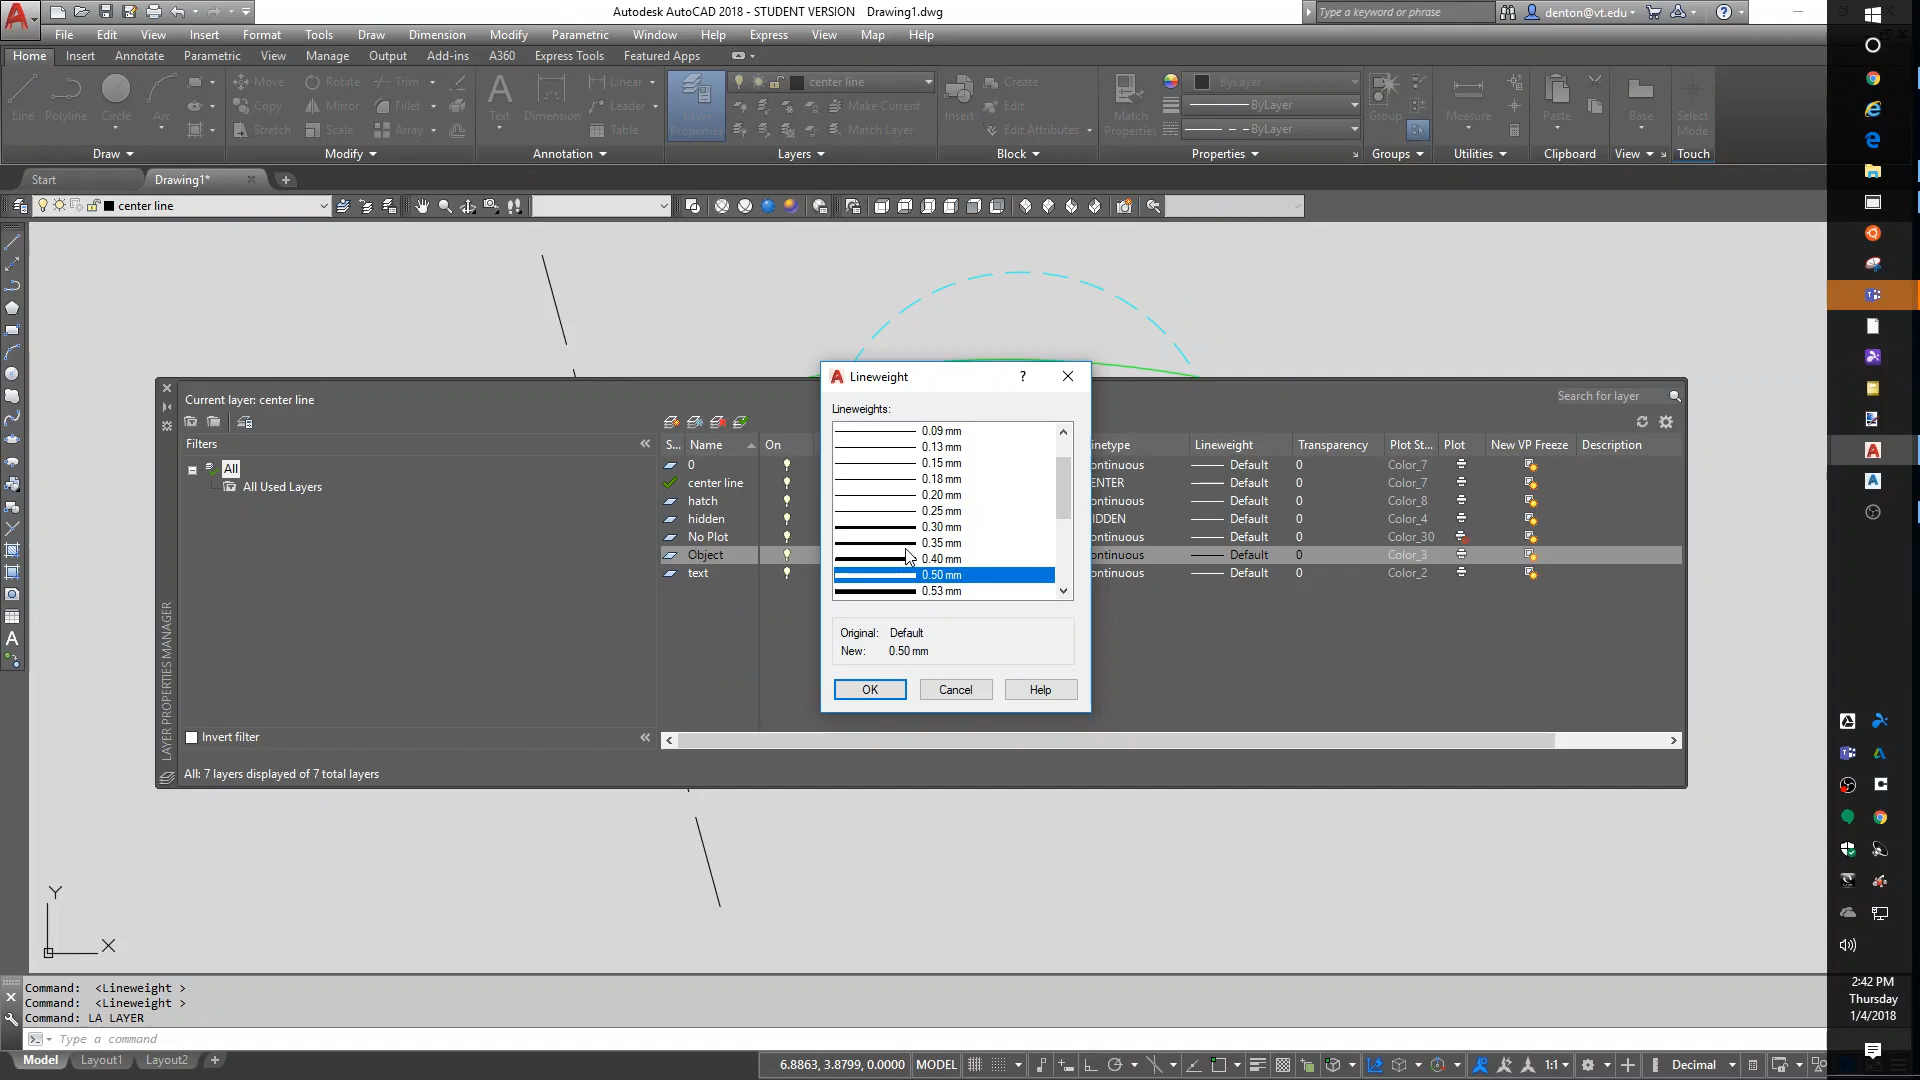 Autodesk AutoCAD 2018 - STUDENT VERSION Drawing1.dwg
Type a keyword or phrase
denton@vt.edu
File Edit View Insert Format Tools Draw Dimension Modify Parametric Window Help Express View Map Help
Home Insert Annotate Parametric View Manage Output Add-ins A360 Express Tools Featured Apps
Move Rotate Trim
Linear
center line
Create
ByLayer
Copy Mirror Fillet
Leader
Make Current
Edit
ByLayer
Line Polyline Circle Arc
Text Dimension
Layer Properties
Insert
Match Properties
Group
Measure
Paste
Base
Select Mode
Stretch Scale Array
Table
Match Layer
Edit Attributes
ByLayer
Draw Modify Annotation Layers Block Properties Groups Utilities Clipboard View Touch
Start Drawing1*
center line
Lineweight
Current layer: center line
Search for layer
Lineweights:
Filters
S... Name On
inetype Lineweight Transparency Plot St... Plot New VP Freeze Description
0.09 mm
0.13 mm
0.15 mm
0.18 mm
0.20 mm
0.25 mm
0.30 mm
0.35 mm
0.40 mm
0.50 mm
0.53 mm
All
All Used Layers
0 ontinuous Default 0 Color_7
center line ENTER Default 0 Color_7
hatch ontinuous Default 0 Color_8
hidden IDDEN Default 0 Color_4
No Plot ontinuous Default 0 Color_30
Object ontinuous Default 0 Color_3
text ontinuous Default 0 Color_2
Original: Default
New: 0.50 mm
OK Cancel Help
LAYER PROPERTIES MANAGER
Invert filter
All: 7 layers displayed of 7 total layers
Y
X
Command: <Lineweight >
Command: <Lineweight >
Command: LA LAYER
Type a command
Model Layout1 Layout2
6.8863, 3.8799, 0.0000 MODEL
1:1
Decimal
2:42 PM
Thursday
1/4/2018